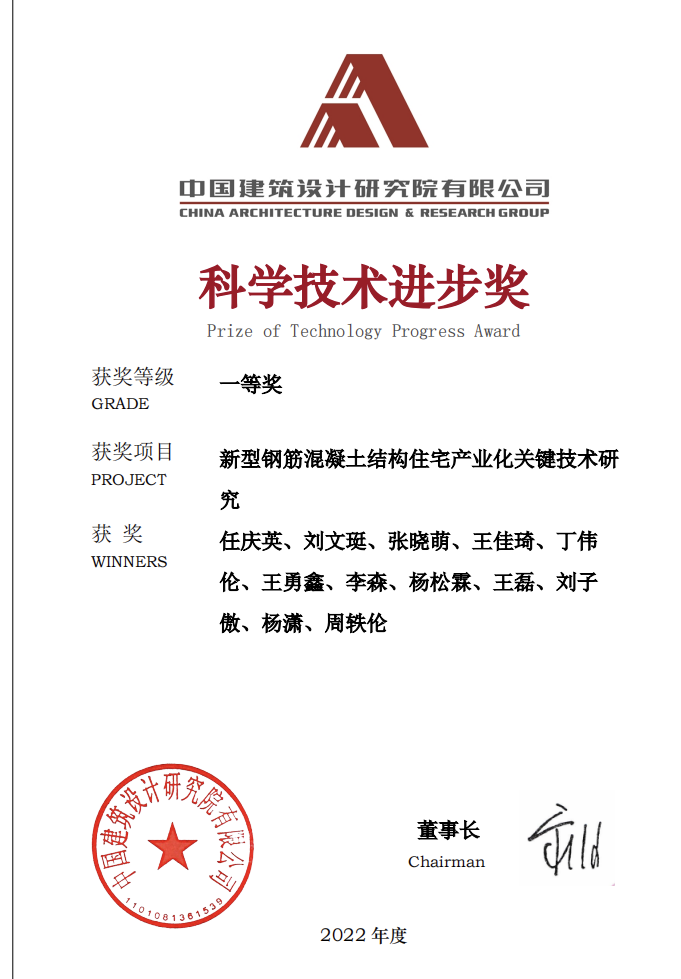 中国建筑设计研究院有限公司
CHINA ARCHITECTURE DESIGN & RESEARCH GROUP
科学技术进步奖
Prize of Technology Progress Award
获奖等级
一等奖
GRADE
获奖项目
新型钢筋混凝土结构住宅产业化关键技术研
PROJECT
究
获 奖
任庆英、刘文珽、张晓萌、王佳琦、丁伟
WINNERS
伦、王勇鑫、李森、杨松霖、王磊、刘子
傲、杨潇、周轶伦
中国建筑设计研究院有限公司
1101081361539
董事长
Chairman
2022 年度